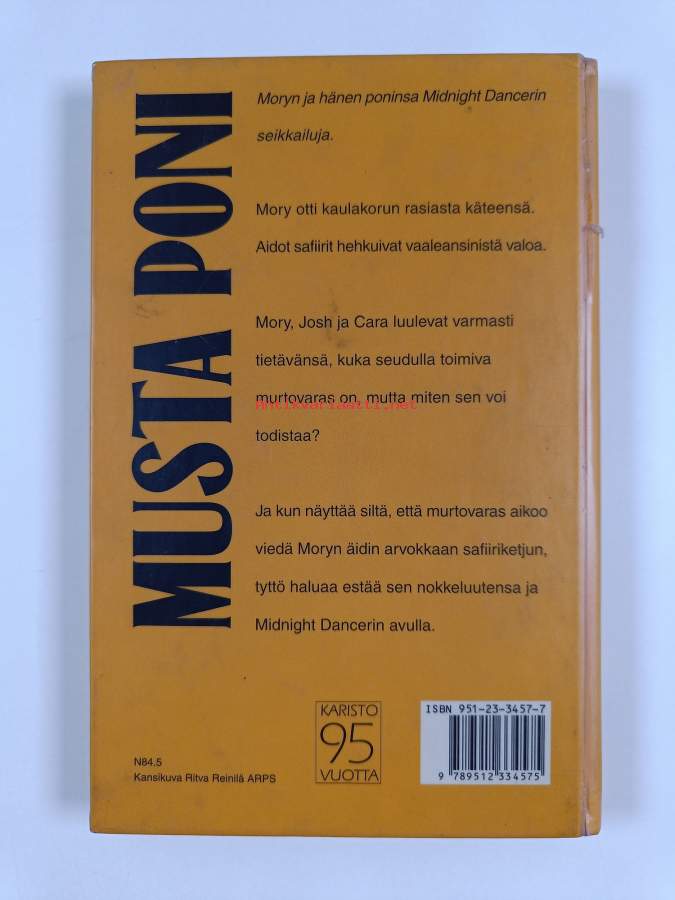 MUSTA PONI
Moryn ja hänen poninsa Midnight Dancerin
seikkailuja.
Mory otti kaulakorun rasiasta käteensä.
Aidot safiirit hehkuivat vaaleansinistä valoa.
Mory, Josh ja Cara luulevat varmasti
tietävänsä, kuka seudulla toimiva
murtovaras on, mutta miten sen voi
Antikvariaatti.net
todistaa?
Ja kun näyttää siltä, että murtovaras aikoo
viedä Moryn äidin arvokkaan safiiriketjun,
tyttö haluaa estää sen nokkeluutensa ja
Midnight Dancerin avulla.
N84.5
Kansikuva Ritva Reinilä ARPS
KARISTO
95
VUOTTA
ISBN 951-23-3457-7
9 789512 334575